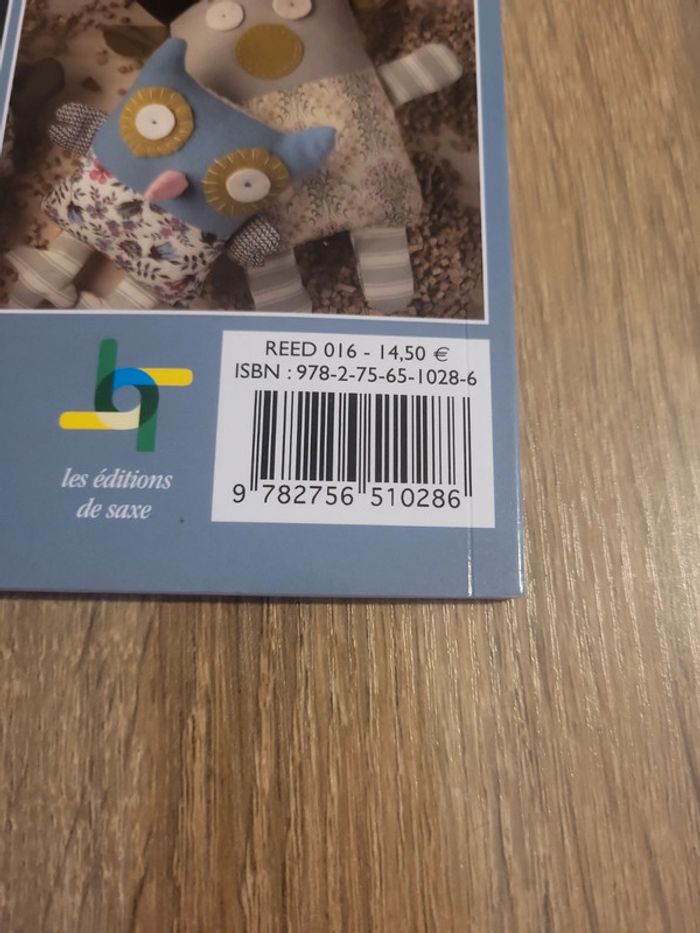 REED 016 - 14,50 €
ISBN : 978-2-75-65-1028-6
9 782756 510286
les éditions
de saxe